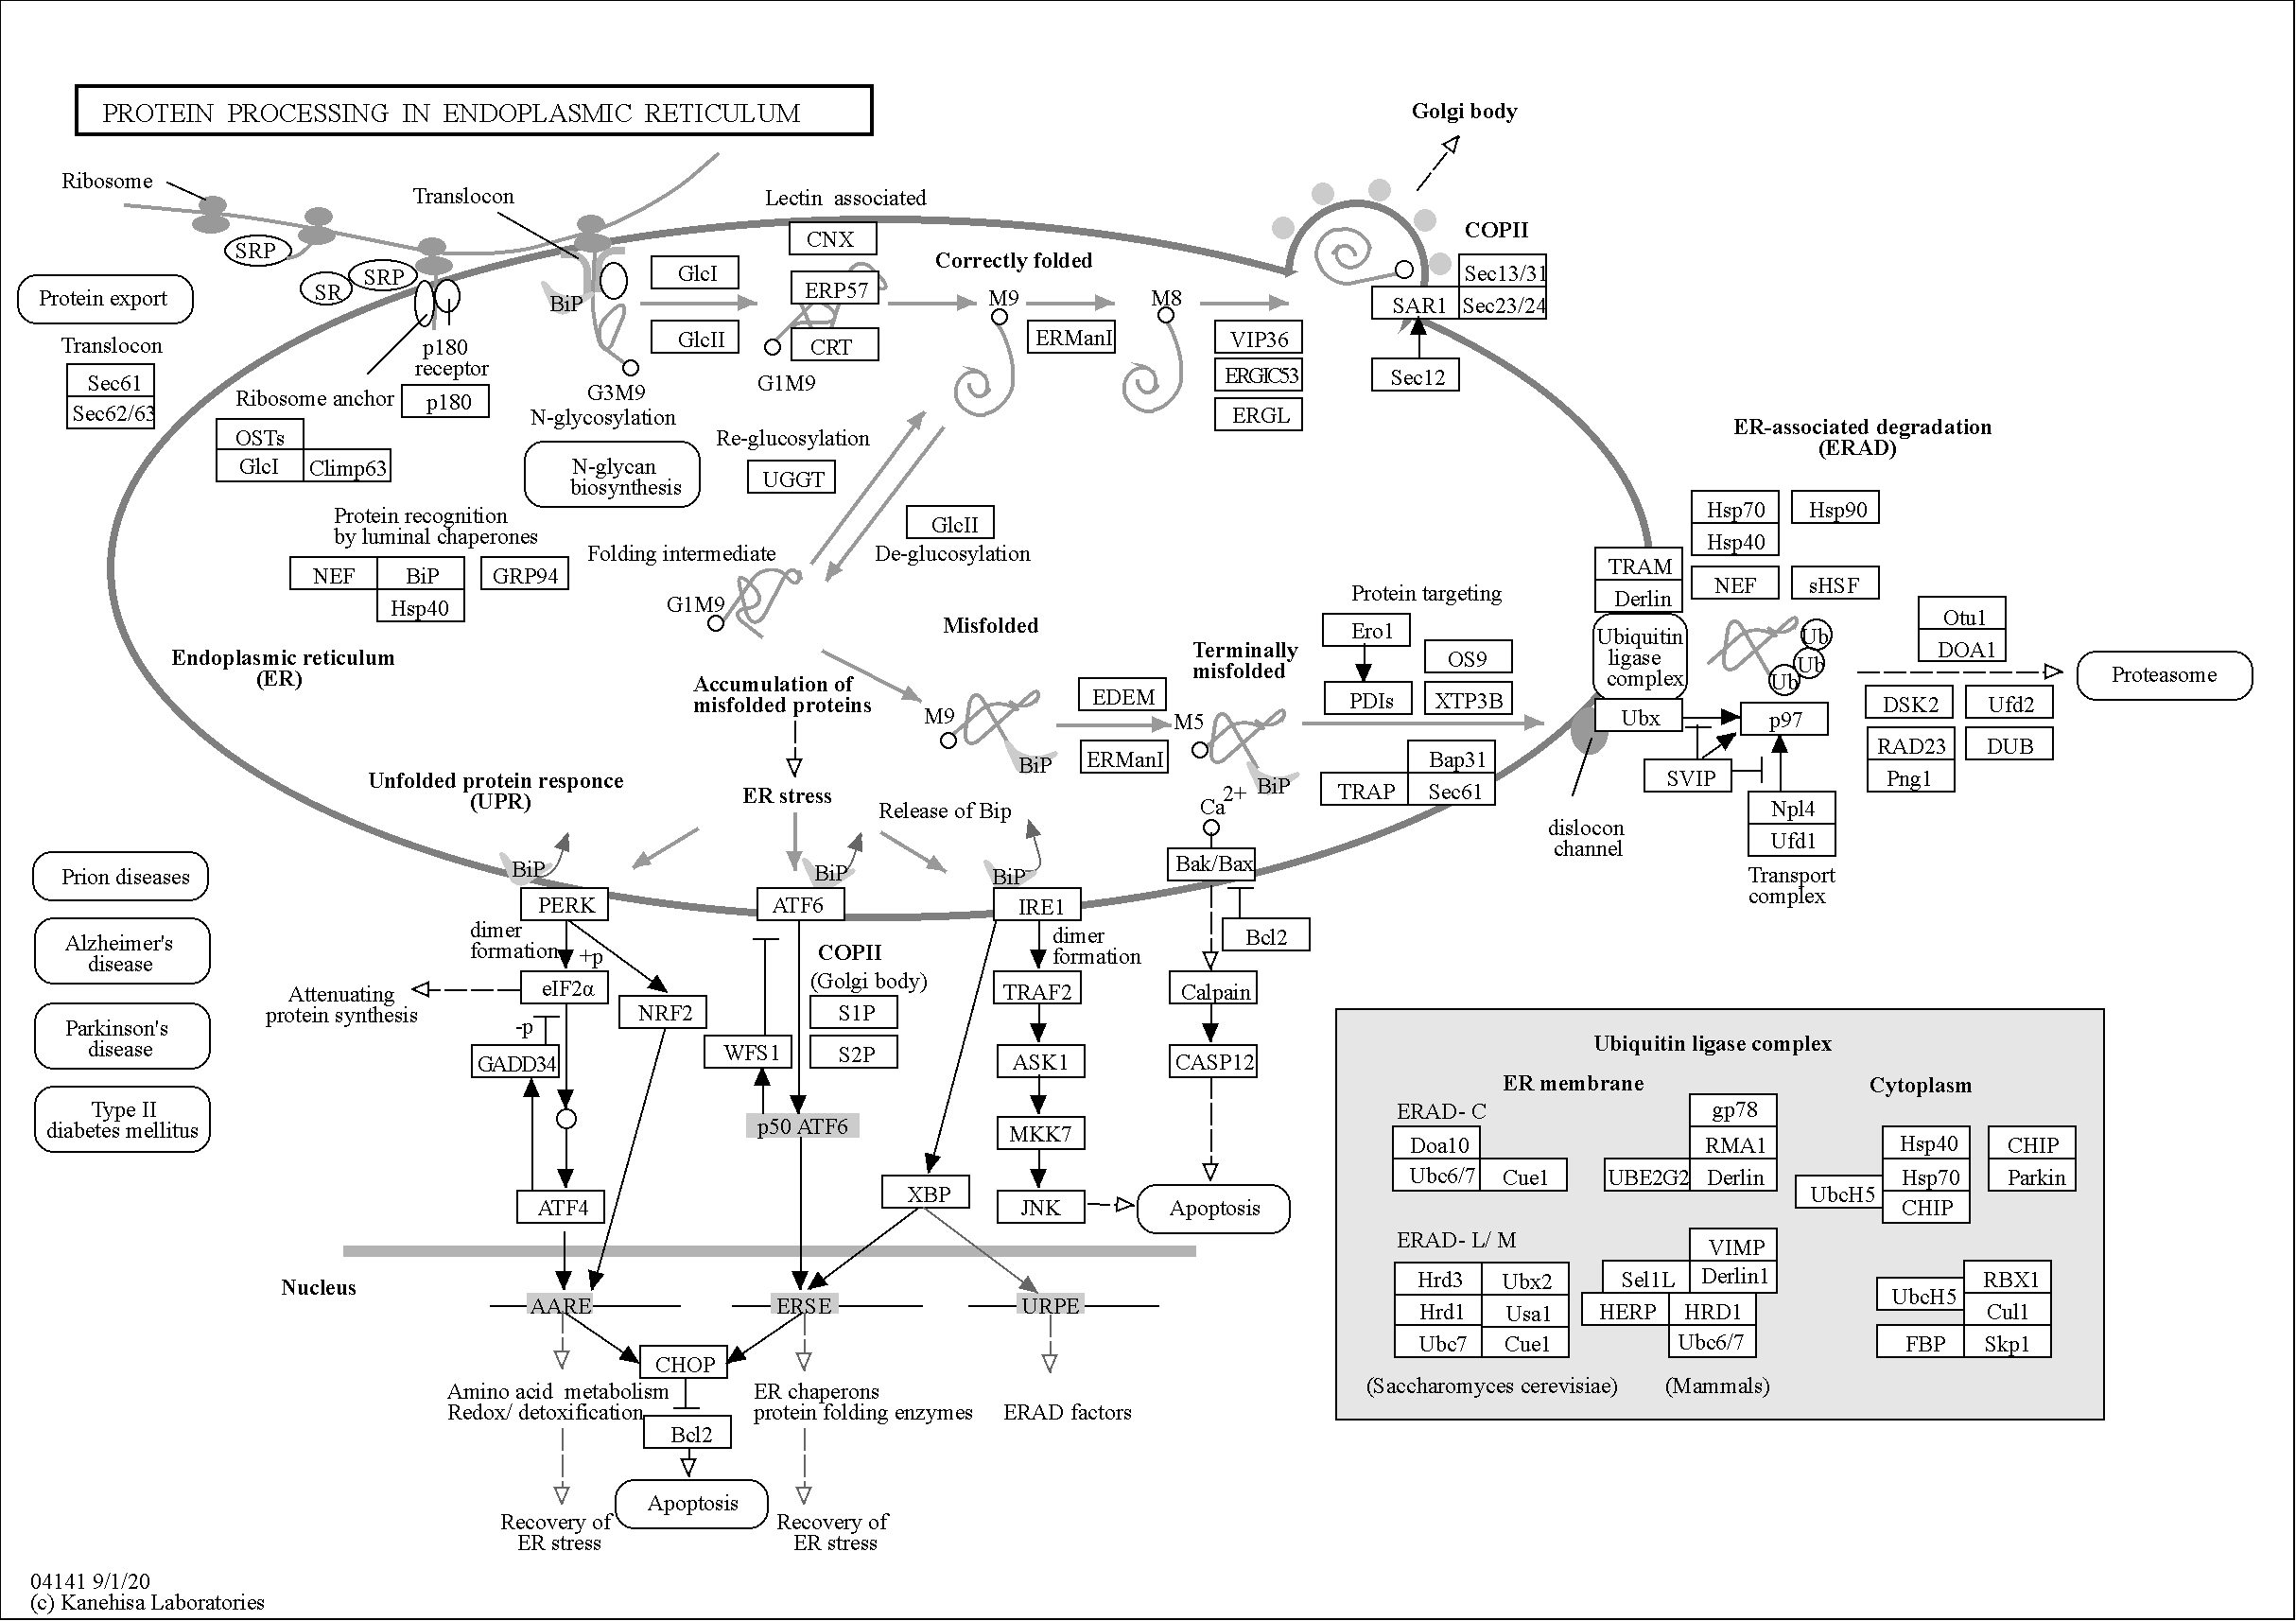 PROTEIN PROCESSING IN ENDOPLASMIC RETICULUM
Golgi body
Ribosome
Translocon
Lectin associated
SRP
SR
SRP
CNX
COPII
Protein export
BiP
GlcI
GlcII
ERP57
CRT
Correctly folded
M9
M8
ERManI
VIP36
ERGIC53
ERGL
Sec13/31
SAR1
Sec23/24
Sec12
Translocon
Sec61
Sec62/63
p180
receptor
p180
Ribosome anchor
OSTs
GlcI
Climp63
G3M9
N-glycosylation
G1M9
N-glycan
biosynthesis
Re-glucosylation
UGGT
GlcII
De-glucosylation
ER-associated degradation
(ERAD)
Protein recognition
by luminal chaperones
NEF
BiP
GRP94
Hsp40
Folding intermediate
G1M9
Hsp70
Hsp90
Hsp40
NEF
sHSF
TRAM
Derlin
Ubiquitin
ligase
complex
Ubx
Ub
Ub
Ub
p97
Otu1
DOA1
Proteasome
DSK2
Ufd2
RAD23
DUB
Png1
SVIP
Npl4
Ufd1
Transport
complex
dislocon
channel
Endoplasmic reticulum
(ER)
Misfolded
Terminally
misfolded
Protein targeting
Ero1
OS9
PDIs
XTP3B
Accumulation of
misfolded proteins
M9
BiP
EDEM
ERManI
M5
BiP
Bap31
TRAP
Sec61
Unfolded protein responce
(UPR)
ER stress
Release of Bip
Ca2+
BiP
BiP
BiP
Bak/Bax
Prion diseases
Alzheimer's
disease
Parkinson's
disease
Type II
diabetes mellitus
PERK
ATF6
IRE1
Bcl2
dimer
formation
+p
COPII
(Golgi body)
dimer
formation
eIF2α
NRF2
S1P
S2P
TRAF2
Calpain
Attenuating
protein synthesis
-p
GADD34
WFS1
ASK1
CASP12
p50 ATF6
MKK7
ATF4
XBP
JNK
Apoptosis
Nucleus
AARE
ERSE
URPE
CHOP
Amino acid metabolism
Redox/ detoxification
ER chaperons
protein folding enzymes
ERAD factors
Bcl2
Apoptosis
Recovery of
ER stress
Recovery of
ER stress
Ubiquitin ligase complex
ER membrane
Cytoplasm
ERAD- C
Doa10
Ubc6/7
Cue1
gp78
RMA1
UBE2G2
Derlin
Hsp40
CHIP
UbcH5
Hsp70
Parkin
CHIP
ERAD- L/ M
Hrd3
Ubx2
Hrd1
Usa1
Ubc7
Cue1
VIMP
Sel1L
Derlin1
HERP
HRD1
Ubc6/7
UbcH5
RBX1
Cul1
FBP
Skp1
(Saccharomyces cerevisiae)
(Mammals)
04141 9/1/20
(c) Kanehisa Laboratories